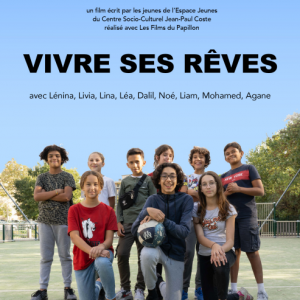 un film écrit par les jeunes de l'Espace Jeunes
du Centre Socio-Culturel Jean-Paul Coste
réalisé avec Les Films du Papillon
VIVRE SES RÊVES
avec Lénina, Livia, Lina, Léa, Dalil, Noé, Liam, Mohamed, Agane